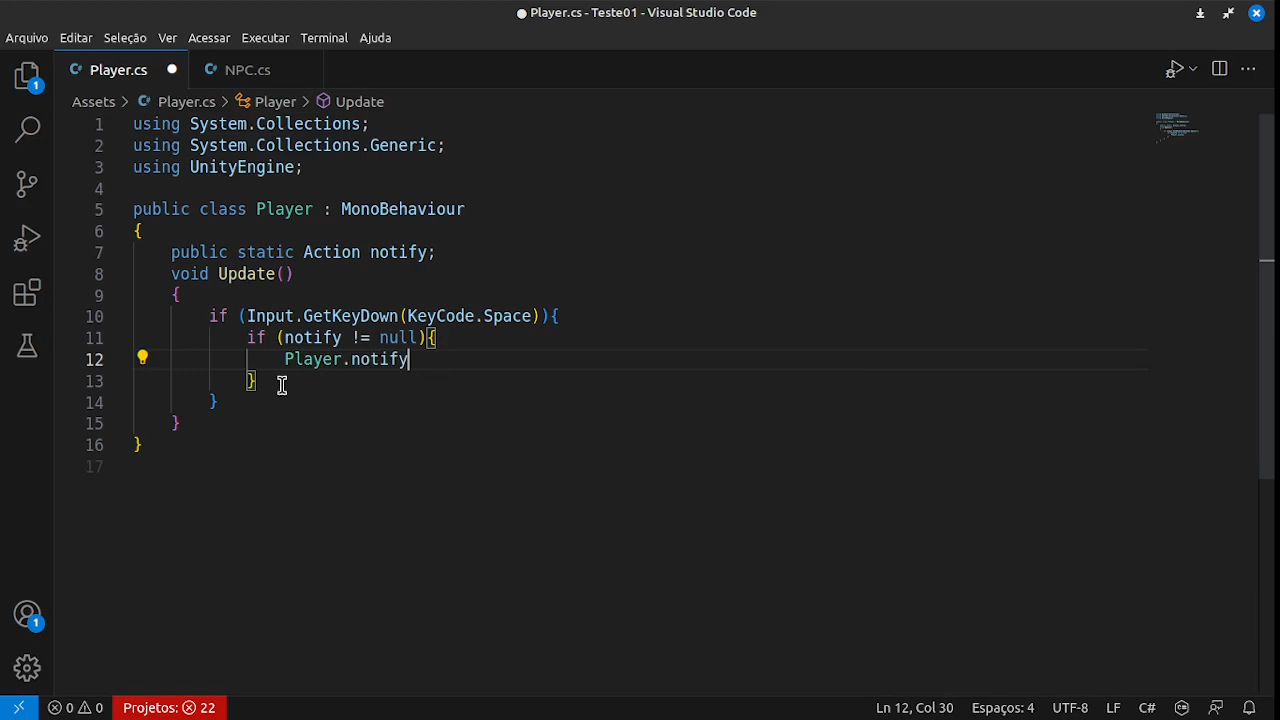 Player.cs - Teste01 - Visual Studio Code
Arquivo Editar Seleção Ver Acessar Executar Terminal Ajuda
Player.cs NPC.cs
1
Assets > Player.cs > Player > Update
1 using System.Collections;
2 using System.Collections.Generic;
3 using UnityEngine;
4
5 public class Player : MonoBehaviour
6 {
7 public static Action notify;
8 void Update()
9 {
10 if (Input.GetKeyDown(KeyCode.Space)){
11 if (notify != null){
12 Player.notify
13 }
14 }
15 }
16 }
17
1
0 0 Projetos: 22 Ln 12, Col 30 Espaços: 4 UTF-8 LF C#